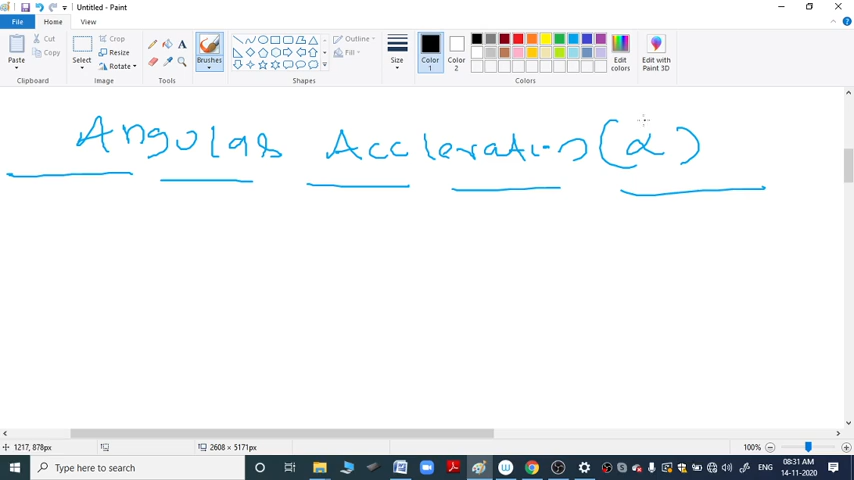 Untitled - Paint
File Home View
Paste Cut Copy Clipboard
Select Crop Resize Rotate Image
A Tools
Brushes
Outline Fill Shapes
Size
Color 1 Color 2 Edit colors Colors
Edit with Paint 3D
Angular Accleration (α)
1217, 878px 2608 × 5171px 100%
Type here to search ENG 08:31 AM 14-11-2020